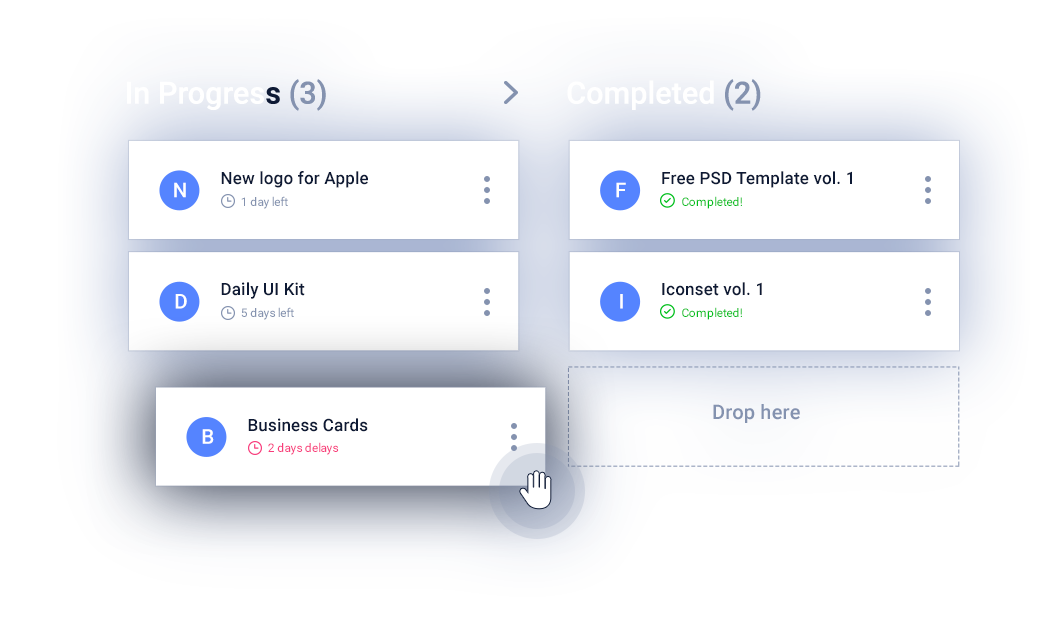 In Progress (3)
N
New logo for Apple
1 day left
D
Daily UI Kit
5 days left
B
Business Cards
2 days delays
Completed (2)
F
Free PSD Template vol. 1
Completed!
I
Iconset vol. 1
Completed!
Drop here